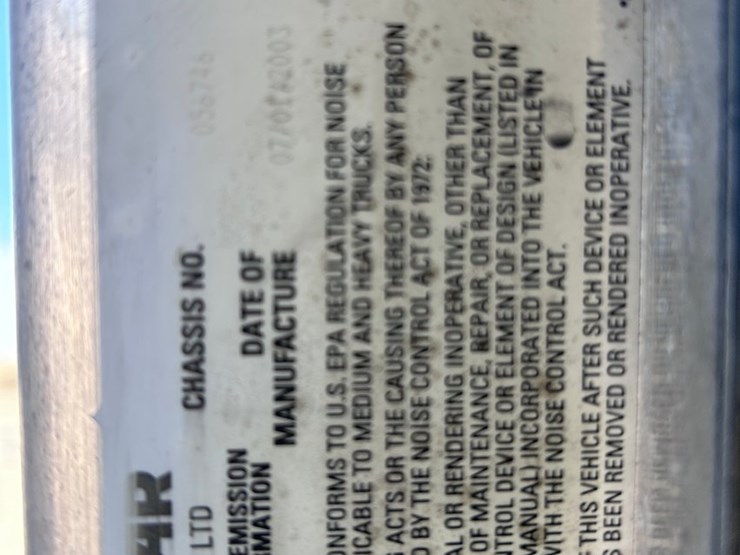 AR
LTD
CHASSIS NO.
EMISSION
DATE OF
MATION
MANUFACTURE
ONFORMS TO U.S. EPA REGULATION FOR NOISE
ICABLE TO MEDIUM AND HEAVY TRUCKS.
G ACTS OR THE CAUSING THEREOF BY ANY PERSON
D BY THE NOISE CONTROL ACT OF 1972:
AL OR RENDERING INOPERATIVE, OTHER THAN
OF MAINTENANCE, REPAIR, OR REPLACEMENT, OF
TROL DEVICE OR ELEMENT OF DESIGN (LISTED IN
MANUAL) INCORPORATED INTO THE VEHICLE IN
WITH THE NOISE CONTROL ACT.
F THIS VEHICLE AFTER SUCH DEVICE OR ELEMENT
S BEEN REMOVED OR RENDERED INOPERATIVE.